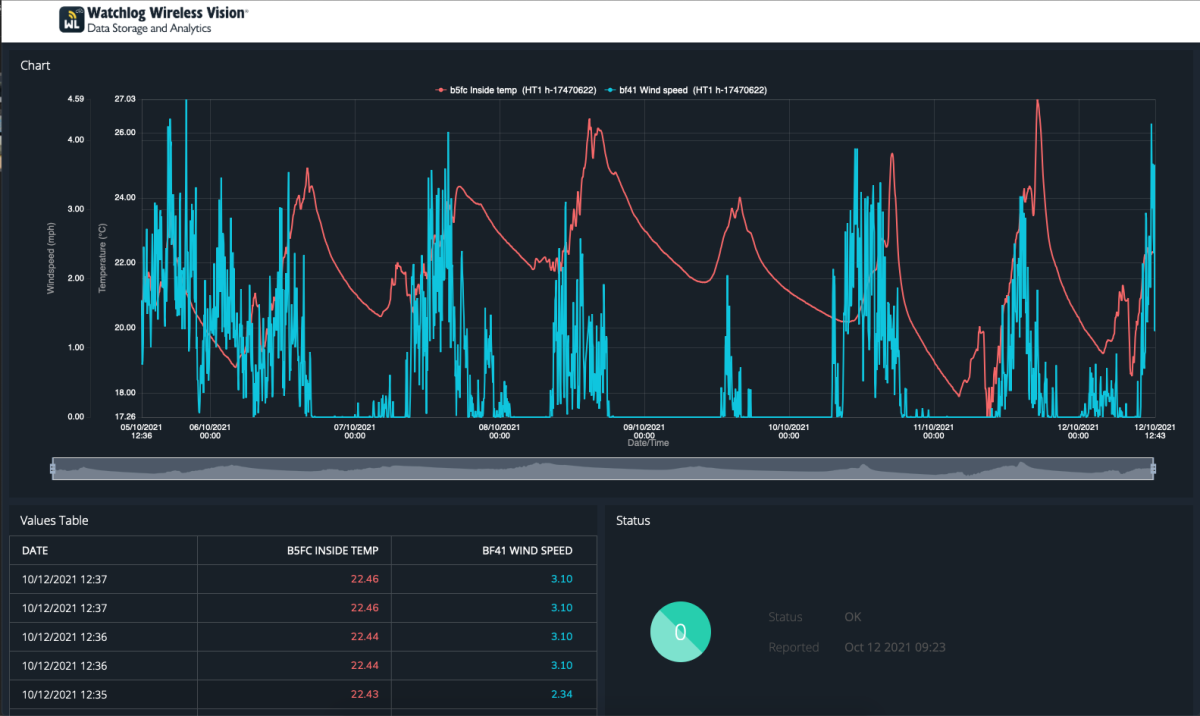 WL
Watchlog Wireless Vision®
Data Storage and Analytics
Chart
b5fc Inside temp (HT1 h-17470622) bf41 Wind speed (HT1 h-17470622)
4.59 27.03
4.00 26.00
24.00
3.00
22.00
2.00
20.00
1.00
18.00
0.00 17.26
Windspeed (mph)
Temperature (°C)
05/10/2021 06/10/2021 07/10/2021 08/10/2021 09/10/2021 10/10/2021 11/10/2021 12/10/2021 12/10/2021
12:36 00:00 00:00 00:00 00:00 00:00 00:00 00:00 12:43
Date/Time
Values Table
DATE B5FC INSIDE TEMP BF41 WIND SPEED
10/12/2021 12:37 22.46 3.10
10/12/2021 12:37 22.46 3.10
10/12/2021 12:36 22.44 3.10
10/12/2021 12:36 22.44 3.10
10/12/2021 12:35 22.43 2.34
Status
0
Status OK
Reported Oct 12 2021 09:23